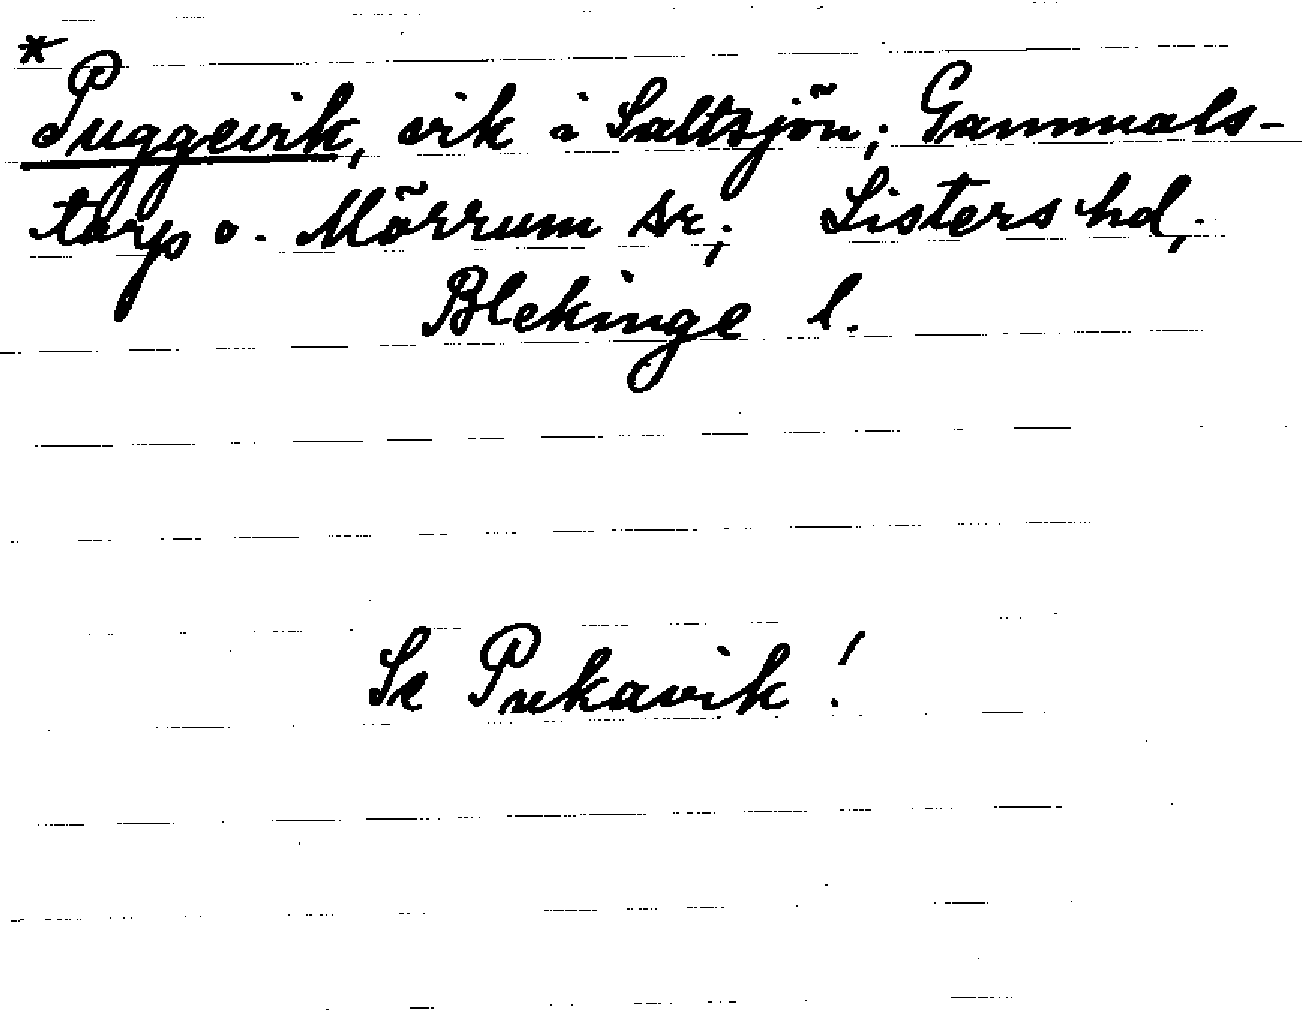 * Puggevik, vik i Saltsjön; Gammals-
torp o. Mörrum sr; Listers hd,
Blekinge l.
Se Pukavik!